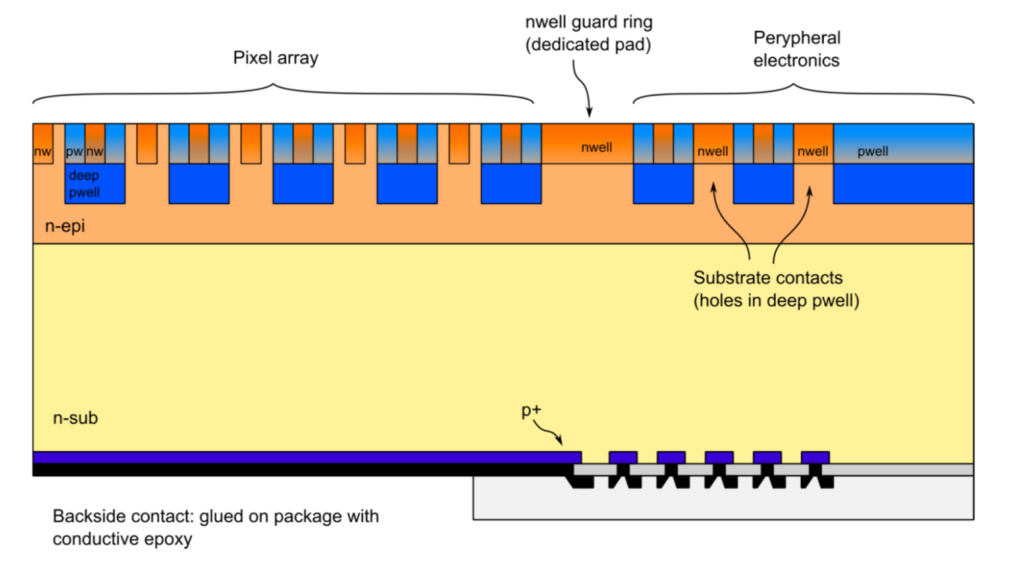 nwell guard ring
(dedicated pad)
Perypheral
electronics
Pixel array
nw
pw
nw
nwell
nwell
nwell
pwell
deep
pwell
n-epi
Substrate contacts
(holes in deep pwell)
p+
n-sub
Backside contact: glued on package with
conductive epoxy